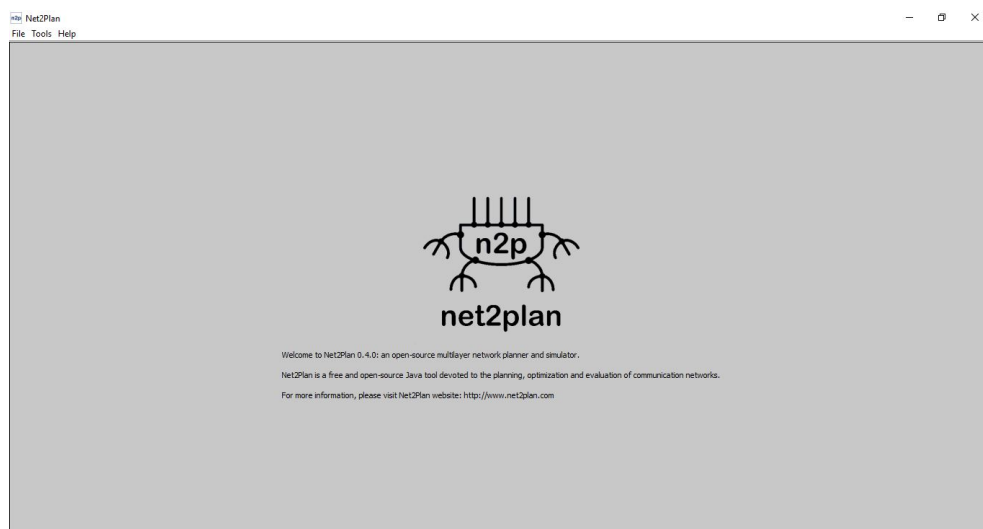 n2p Net2Plan
File Tools Help
n2p
net2plan
Welcome to Net2Plan 0.4.0: an open-source multilayer network planner and simulator.
Net2Plan is a free and open-source Java tool devoted to the planning, optimization and evaluation of communication networks.
For more information, please visit Net2Plan website: http://www.net2plan.com